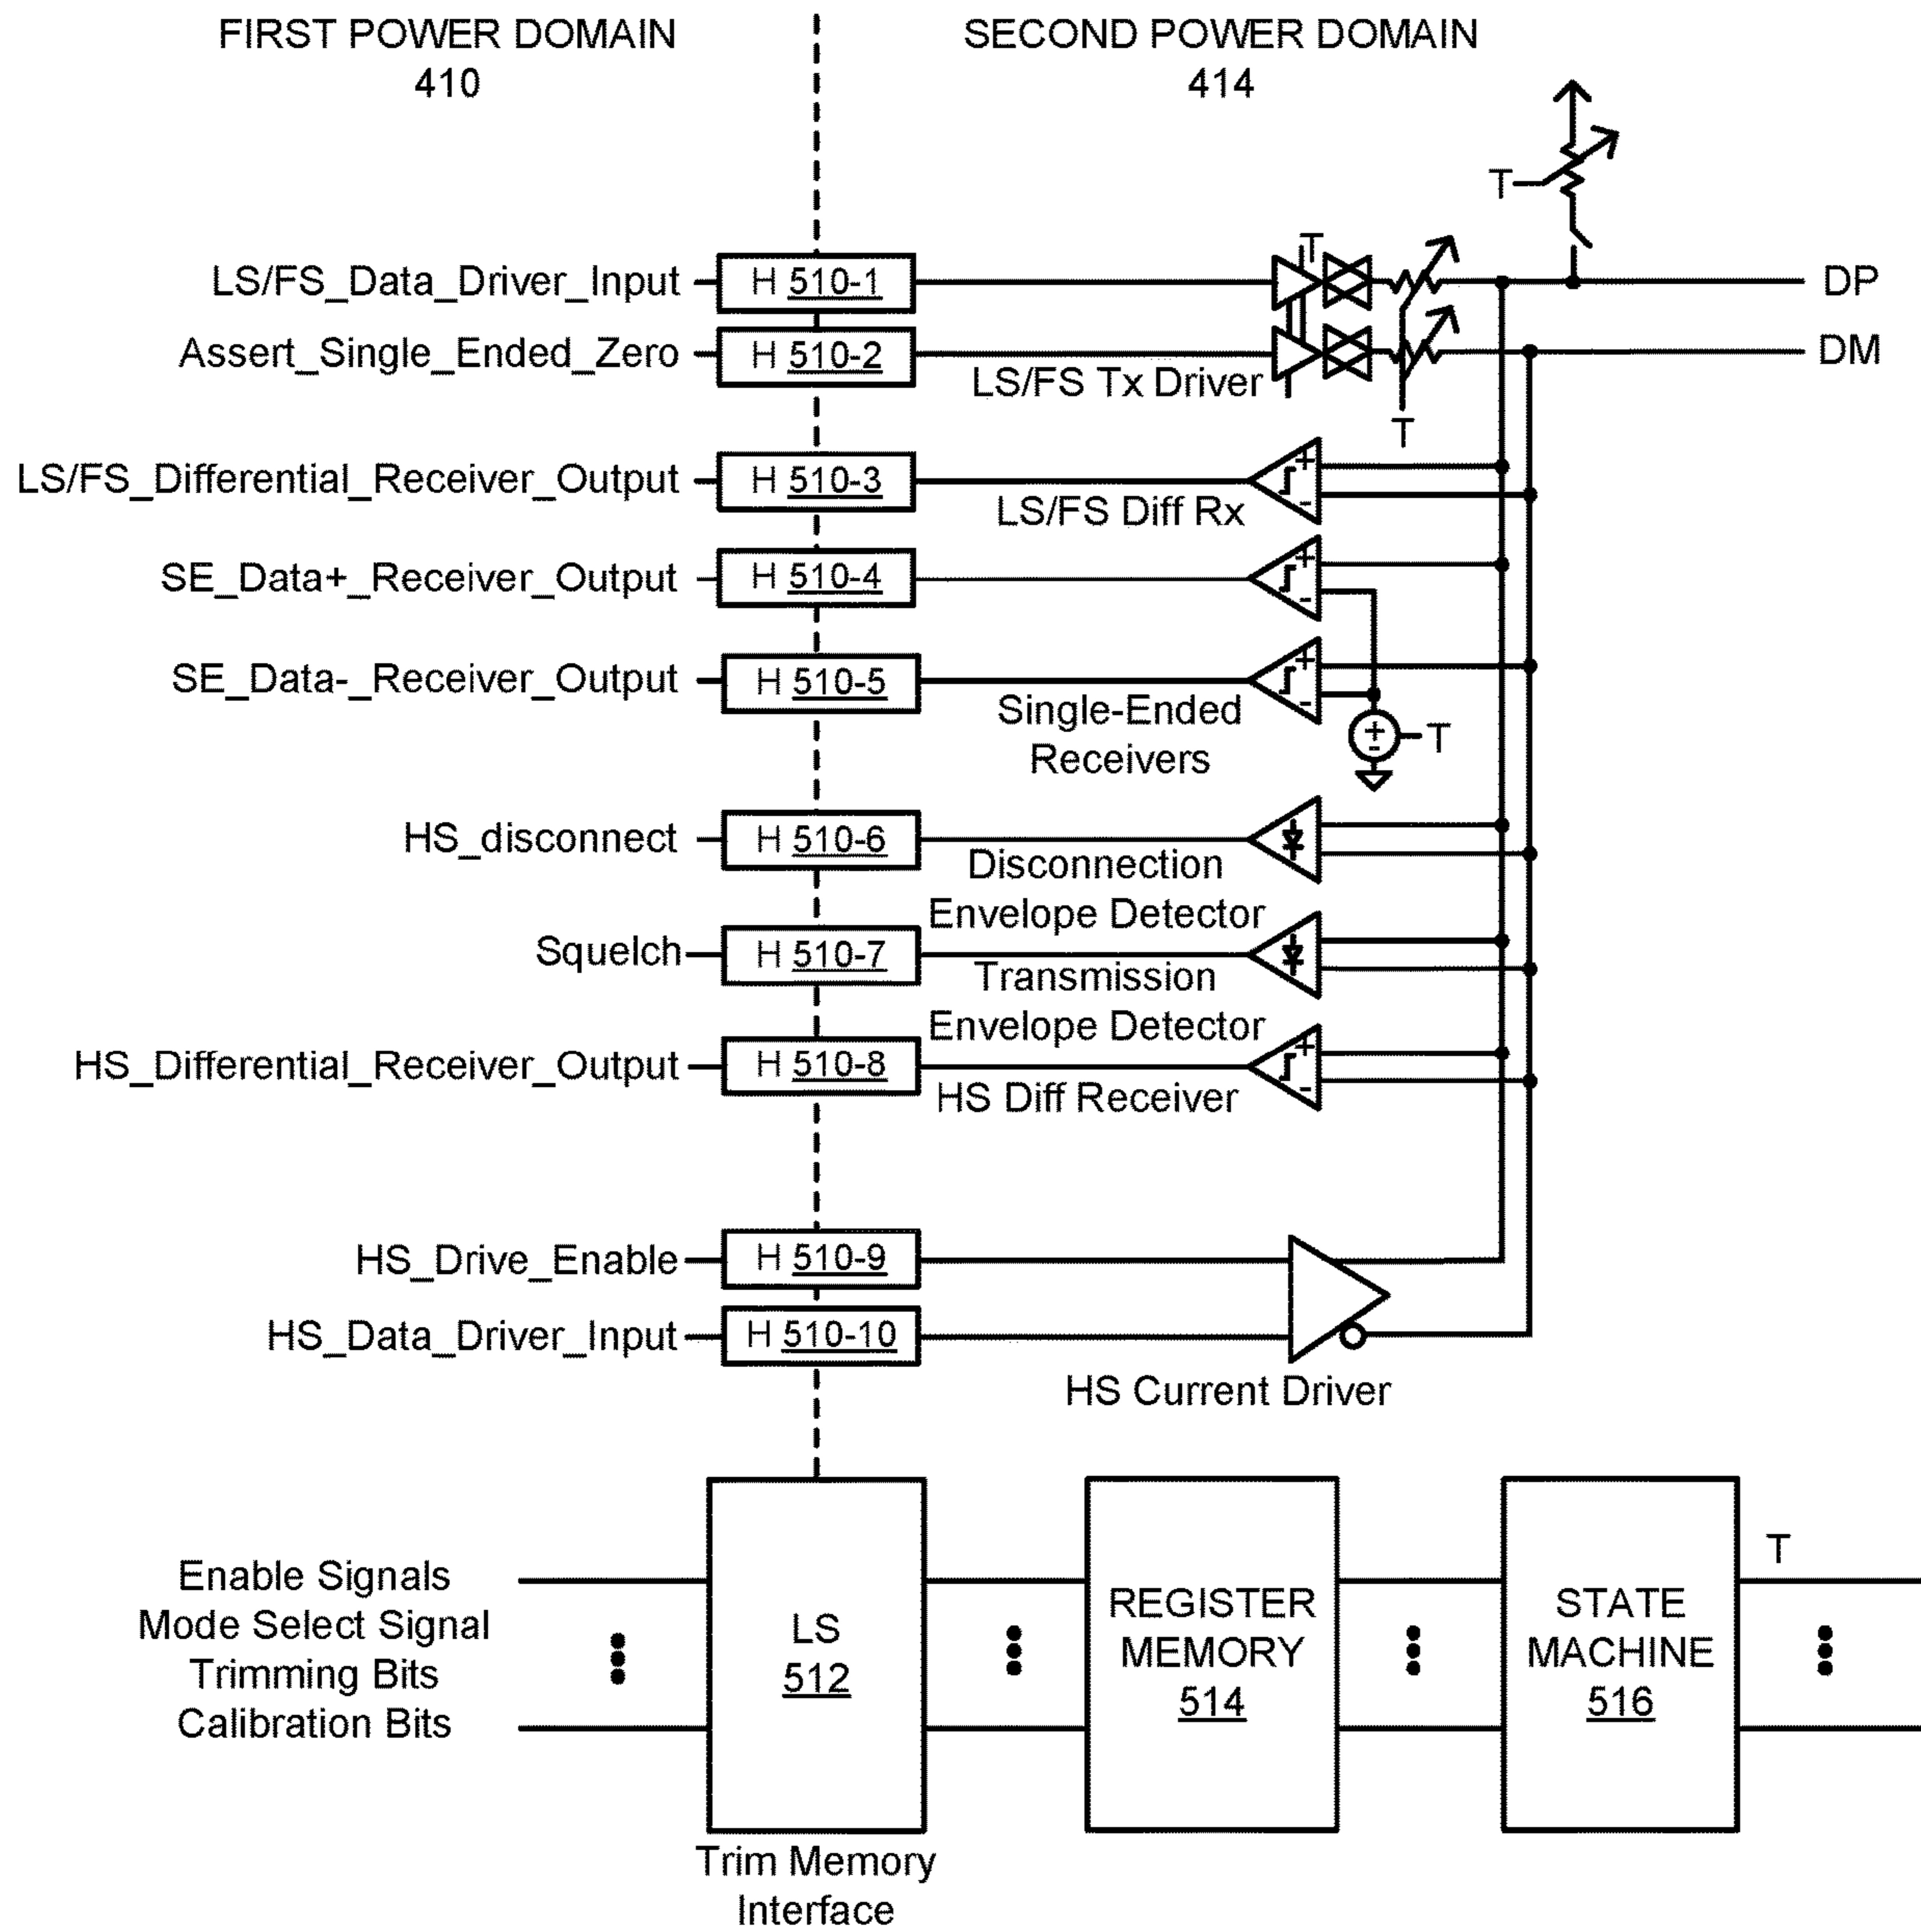 FIRST POWER DOMAIN
410
SECOND POWER DOMAIN
414
T
T
LS/FS_Data_Driver_Input
H 510-1
DP
Assert_Single_Ended_Zero
H 510-2
LS/FS Tx Driver
DM
T
LS/FS_Differential_Receiver_Output
H 510-3
LS/FS Diff Rx
+
-
SE_Data+_Receiver_Output
H 510-4
+
-
SE_Data-_Receiver_Output
H 510-5
Single-Ended
Receivers
+
-
+
-
T
HS_disconnect
H 510-6
Disconnection
Envelope Detector
Squelch
H 510-7
Transmission
Envelope Detector
HS_Differential_Receiver_Output
H 510-8
HS Diff Receiver
+
-
HS_Drive_Enable
H 510-9
HS_Data_Driver_Input
H 510-10
HS Current Driver
Enable Signals
Mode Select Signal
Trimming Bits
Calibration Bits
LS
512
Trim Memory
Interface
REGISTER
MEMORY
514
STATE
MACHINE
516
T